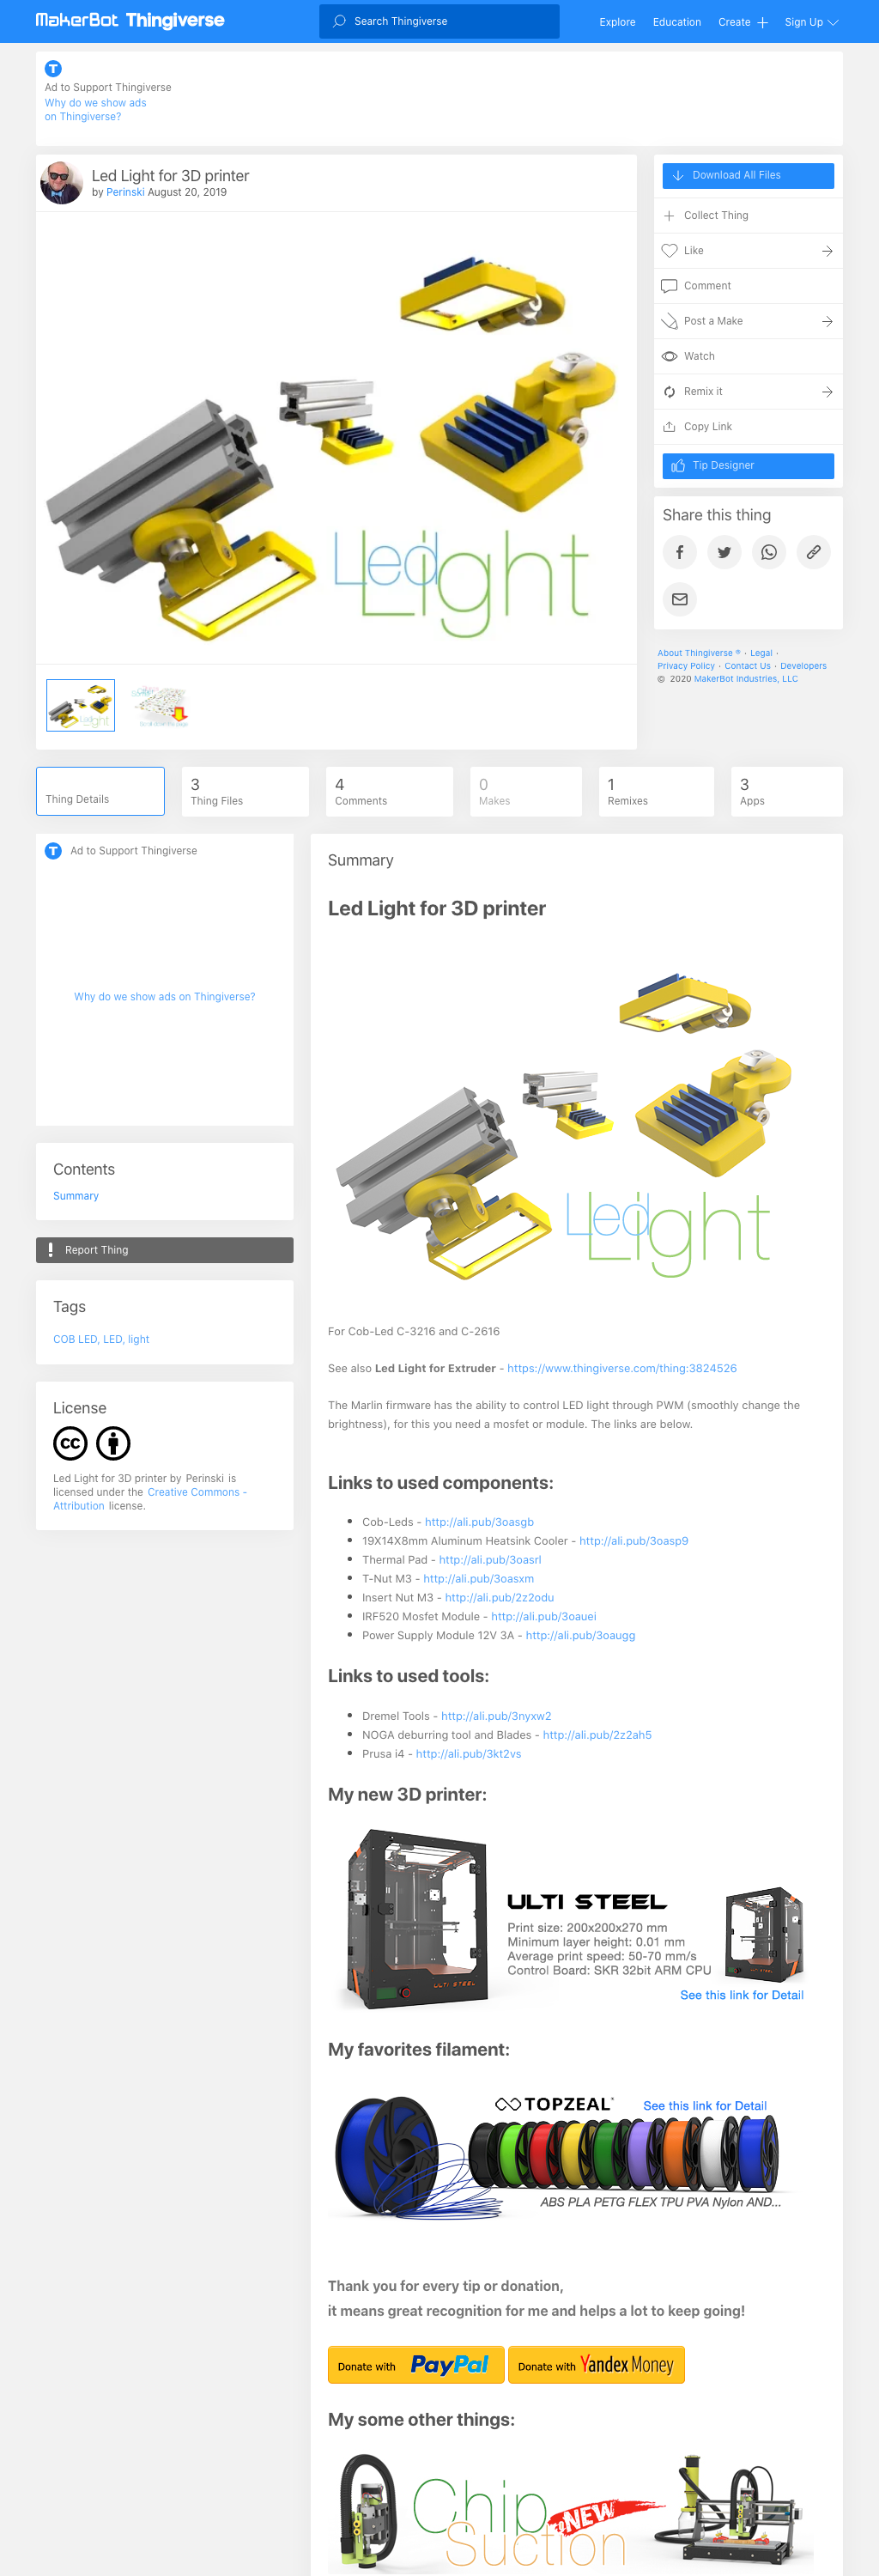 MakerBot Thingiverse
Search Thingiverse
Explore
Education
Create
Sign Up
Ad to Support Thingiverse
Why do we show ads
on Thingiverse?
Led Light for 3D printer
by Perinski August 20, 2019
Led
Light
Download All Files
Collect Thing
Like
Comment
Post a Make
Watch
Remix it
Copy Link
Tip Designer
Share this thing
About Thingiverse ® · Legal ·
Privacy Policy · Contact Us · Developers
© 2020 MakerBot Industries, LLC
Thing Details
3
Thing Files
4
Comments
0
Makes
1
Remixes
3
Apps
Ad to Support Thingiverse
Why do we show ads on Thingiverse?
Contents
Summary
Report Thing
Tags
COB LED, LED, light
License
cc
Led Light for 3D printer by Perinski is
licensed under the Creative Commons -
Attribution license.
Summary
Led Light for 3D printer
Led
Light
For Cob-Led C-3216 and C-2616
See also Led Light for Extruder - https://www.thingiverse.com/thing:3824526
The Marlin firmware has the ability to control LED light through PWM (smoothly change the
brightness), for this you need a mosfet or module. The links are below.
Links to used components:
Cob-Leds - http://ali.pub/3oasgb
19X14X8mm Aluminum Heatsink Cooler - http://ali.pub/3oasp9
Thermal Pad - http://ali.pub/3oasrl
T-Nut M3 - http://ali.pub/3oasxm
Insert Nut M3 - http://ali.pub/2z2odu
IRF520 Mosfet Module - http://ali.pub/3oauei
Power Supply Module 12V 3A - http://ali.pub/3oaugg
Links to used tools:
Dremel Tools - http://ali.pub/3nyxw2
NOGA deburring tool and Blades - http://ali.pub/2z2ah5
Prusa i4 - http://ali.pub/3kt2vs
My new 3D printer:
ULTI STEEL
ULTI STEEL
Print size: 200x200x270 mm
Minimum layer height: 0.01 mm
Average print speed: 50-70 mm/s
Control Board: SKR 32bit ARM CPU
See this link for Detail
My favorites filament:
TOPZEAL
See this link for Detail
ABS PLA PETG FLEX TPU PVA Nylon AND...
Thank you for every tip or donation,
it means great recognition for me and helps a lot to keep going!
Donate with PayPal
Donate with Yandex Money
My some other things:
Chip
NEW
Suction